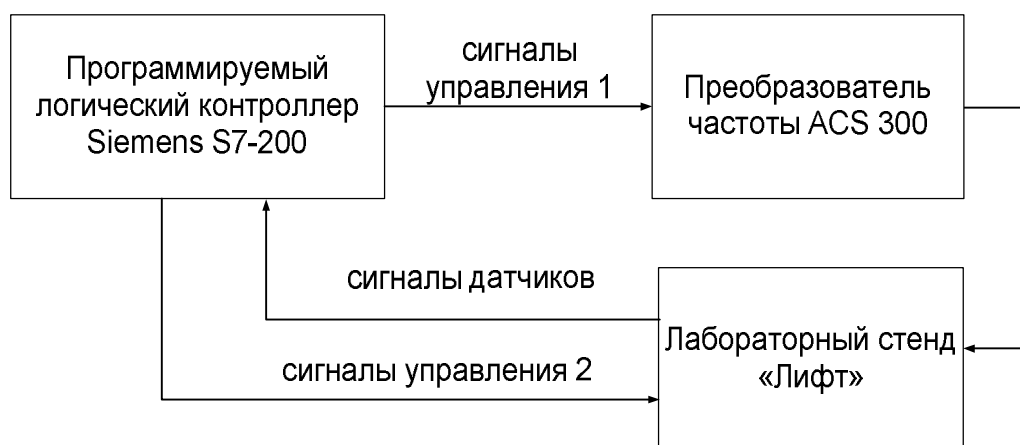 Программируемый
логический контроллер
Siemens S7-200
сигналы
управления 1
Преобразователь
частоты ACS 300
сигналы датчиков
сигналы управления 2
Лабораторный стенд
«Лифт»